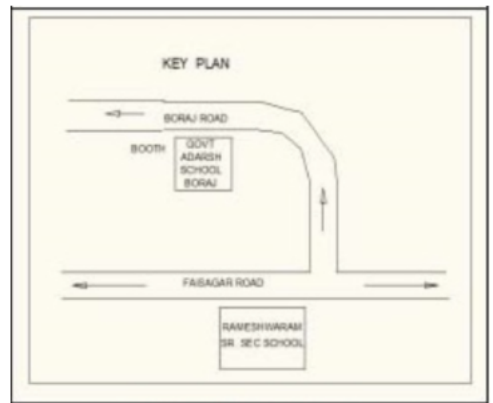 KEY PLAN
BORAJ ROAD
BOOTH
GOVT
ADARSH
SCHOOL
BORAJ
FAISAGAR ROAD
RAMESHWARAM
SR SEC SCHOOL